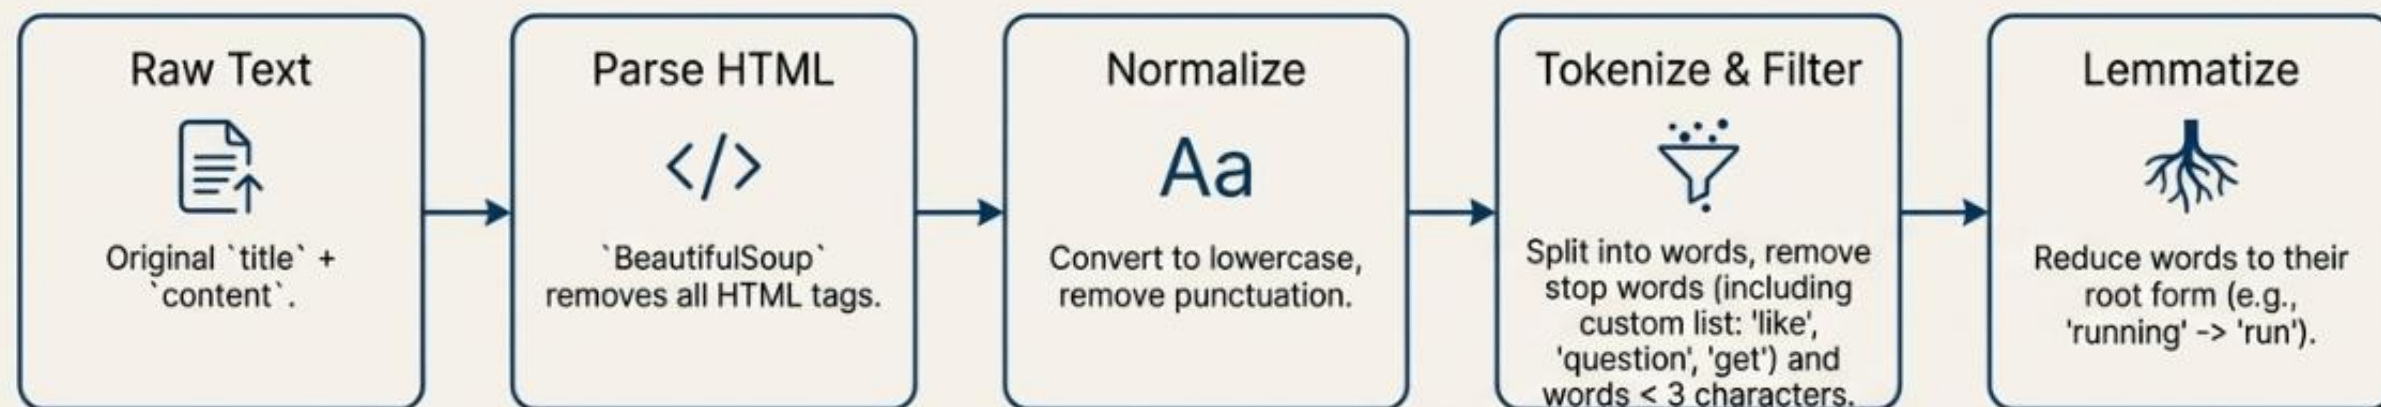 Raw Text
Original `title` +
`content`.
Parse HTML
</>
`BeautifulSoup`
removes all HTML tags.
Normalize
Aa
Convert to lowercase,
remove punctuation.
Tokenize & Filter
Split into words, remove
stop words (including
custom list: 'like',
'question', 'get') and
words < 3 characters.
Lemmatize
Reduce words to their
root form (e.g.,
'running' -> 'run').